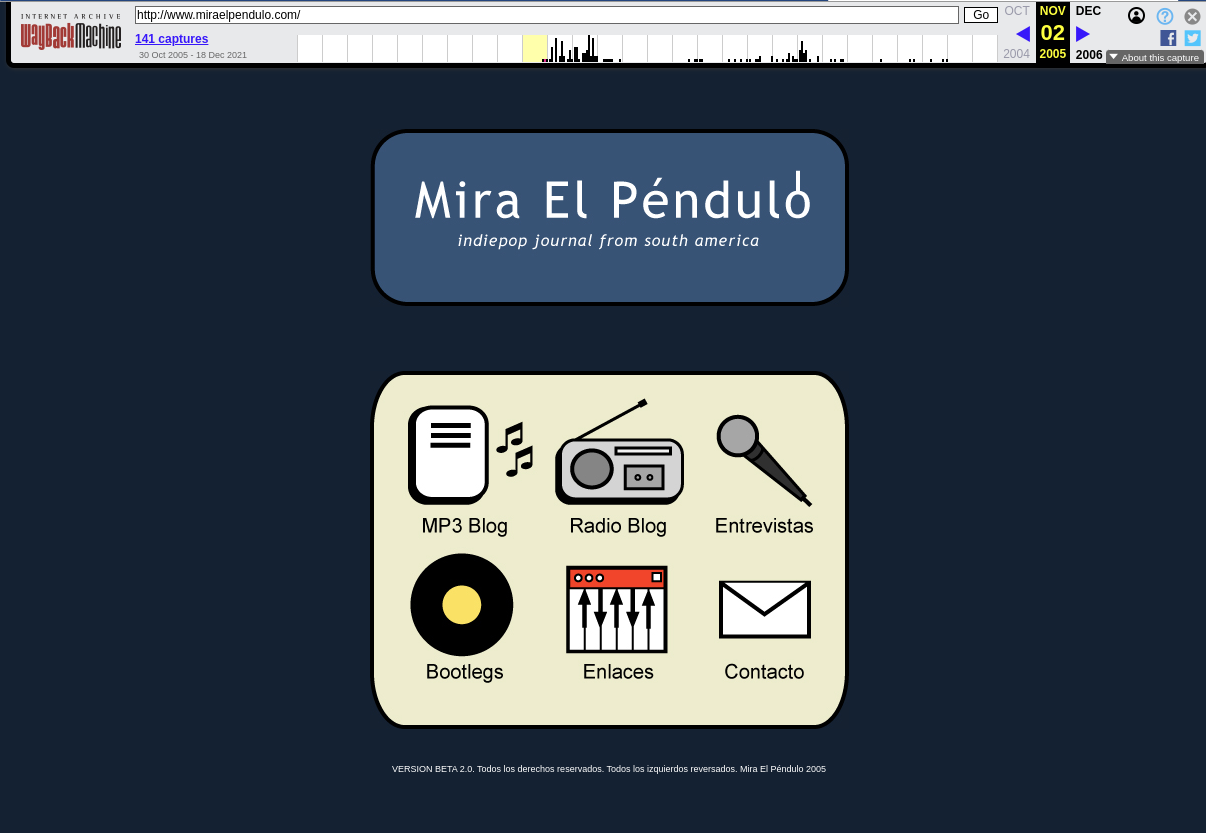 INTERNET ARCHIVE
WayBackMachine
http://www.miraelpendulo.com/
Go
141 captures
30 Oct 2005 - 18 Dec 2021
OCT NOV DEC
02
2004 2005 2006
About this capture
Mira El Péndulo
indiepop journal from south america
MP3 Blog Radio Blog Entrevistas
Bootlegs Enlaces Contacto
VERSION BETA 2.0. Todos los derechos reservados. Todos los izquierdos reversados. Mira El Péndulo 2005